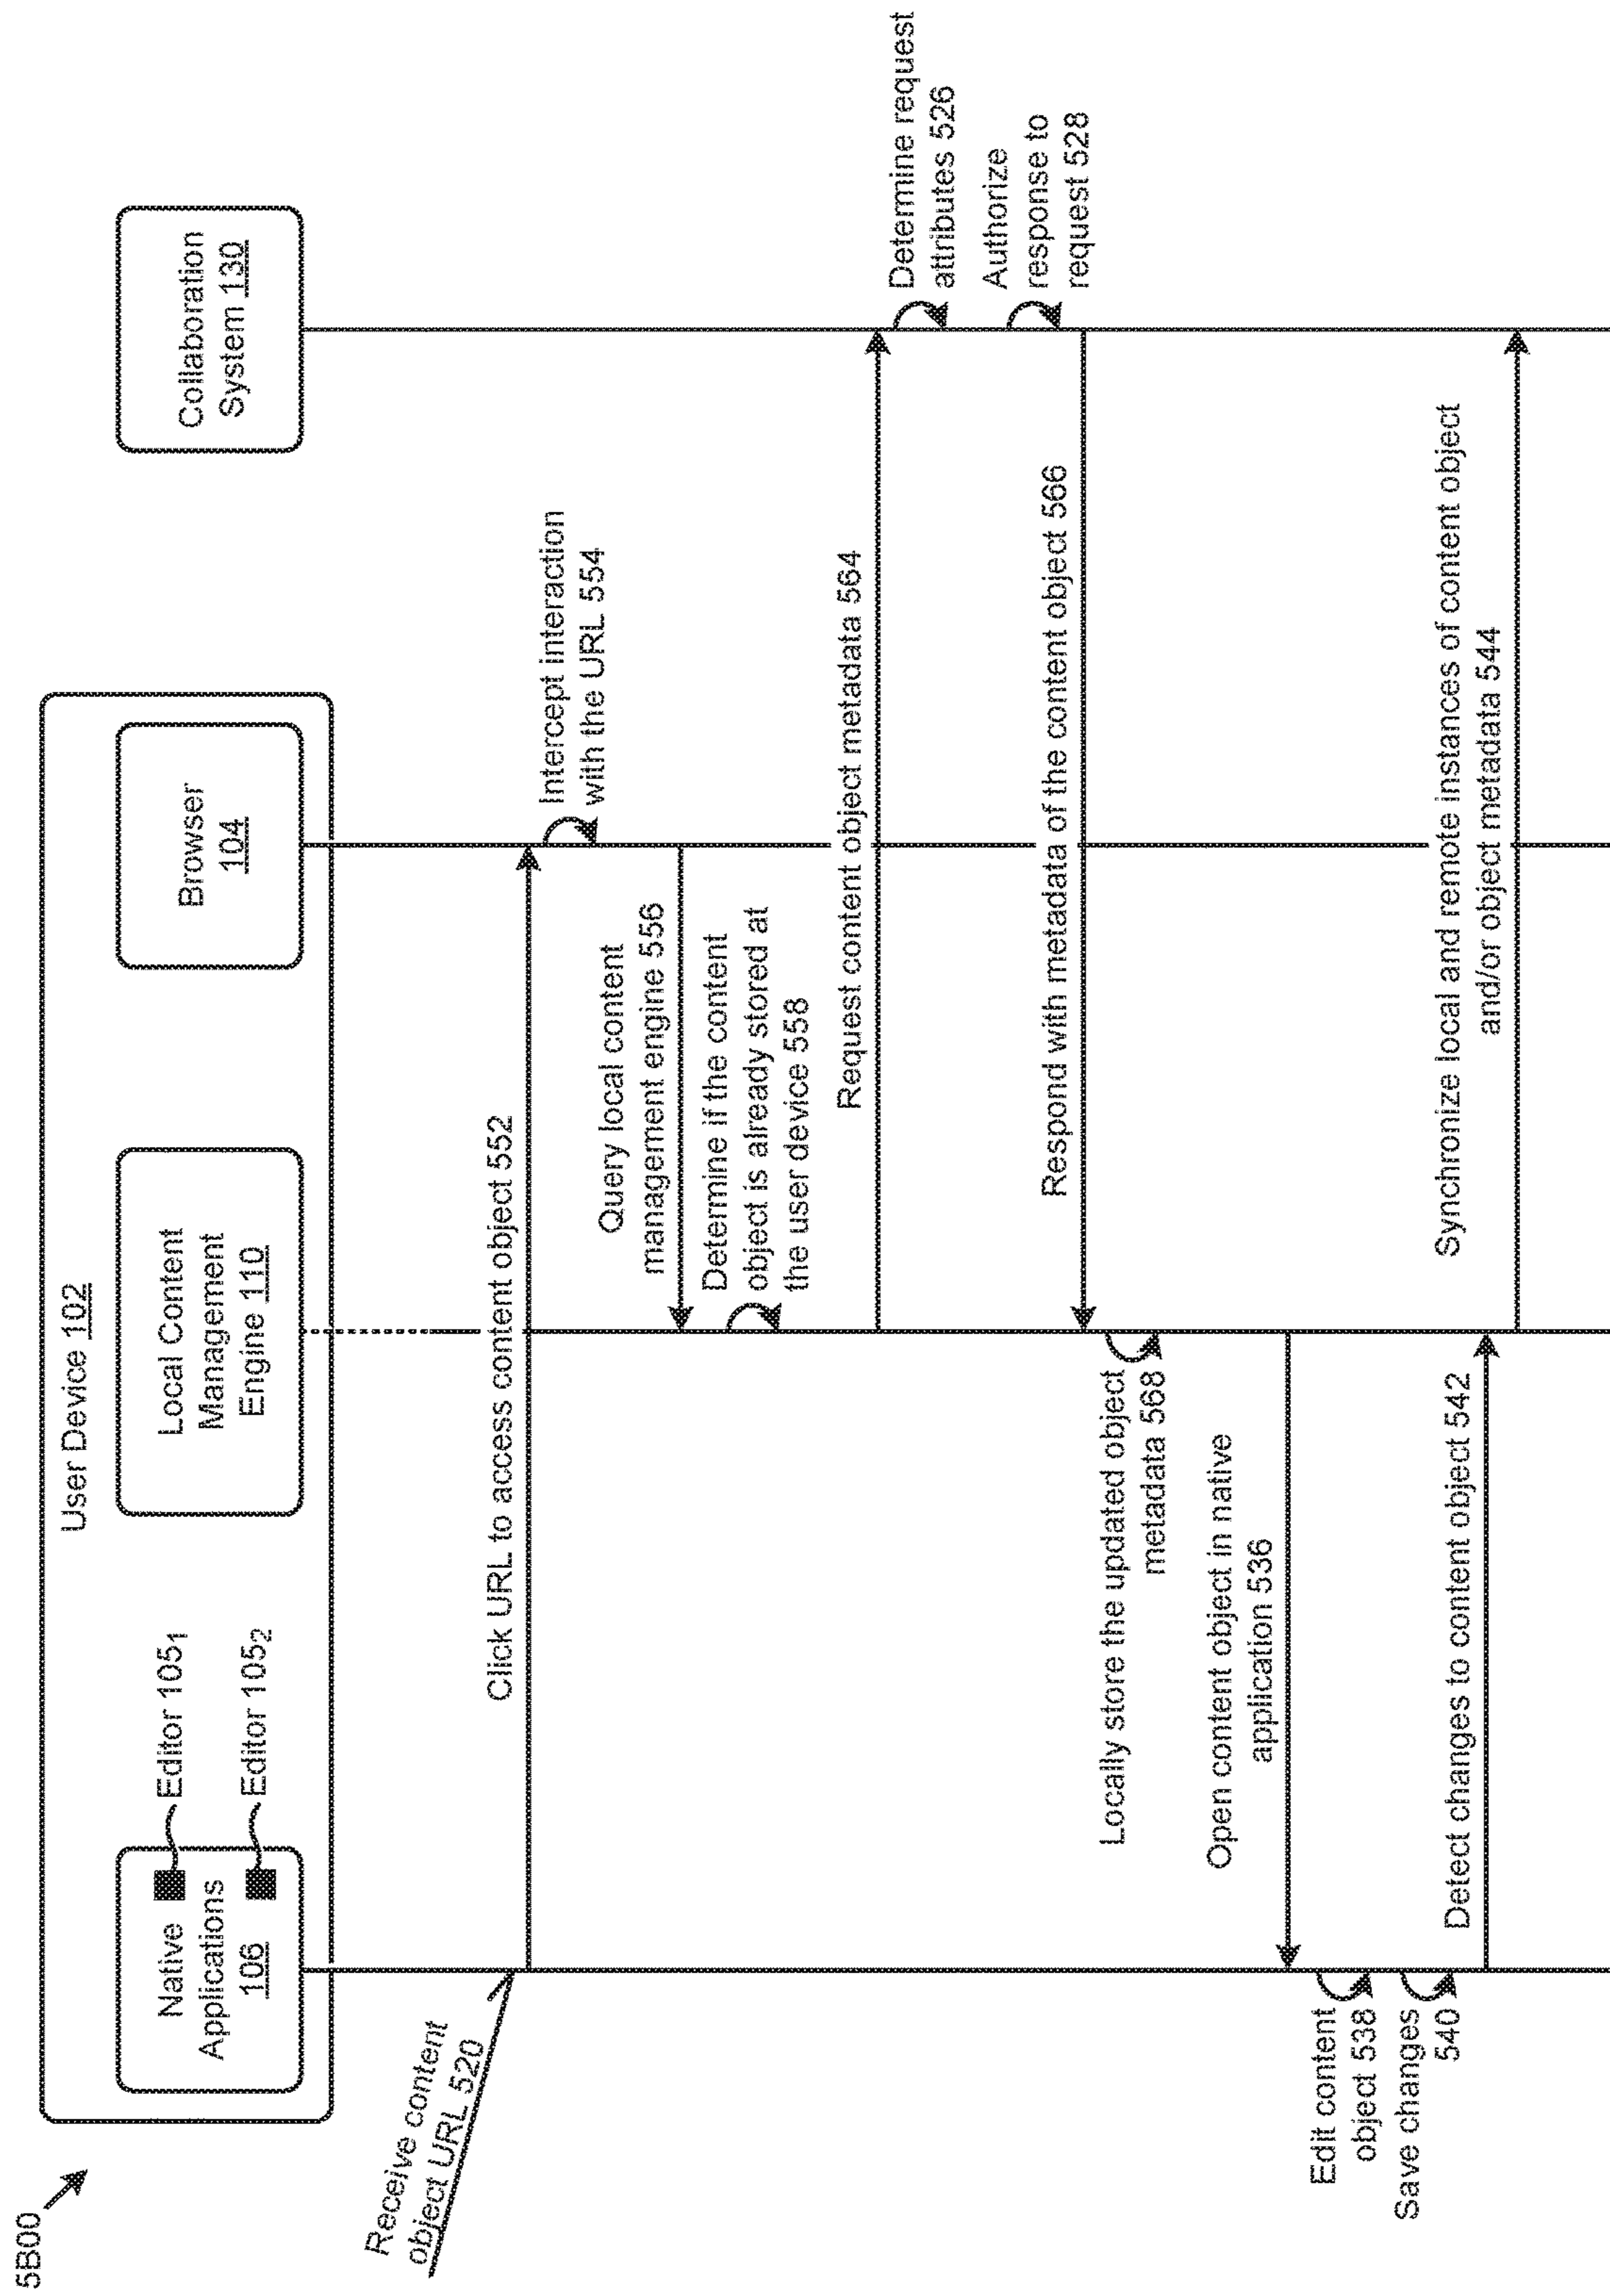 5B00
User Device 102
Native
Applications
106
Editor 105₁
Editor 105₂
Local Content
Management
Engine 110
Browser
104
Collaboration
System 130
Receive content
object URL 520
Click URL to access content object 552
Intercept interaction
with the URL 554
Query local content
management engine 556
Determine if the content
object is already stored at
the user device 558
Request content object metadata 564
Determine request
attributes 526
Authorize
response to
request 528
Respond with metadata of the content object 566
Locally store the updated object
metadata 568
Open content object in native
application 536
Edit content
object 538
Save changes
540
Detect changes to content object 542
Synchronize local and remote instances of content object
and/or object metadata 544